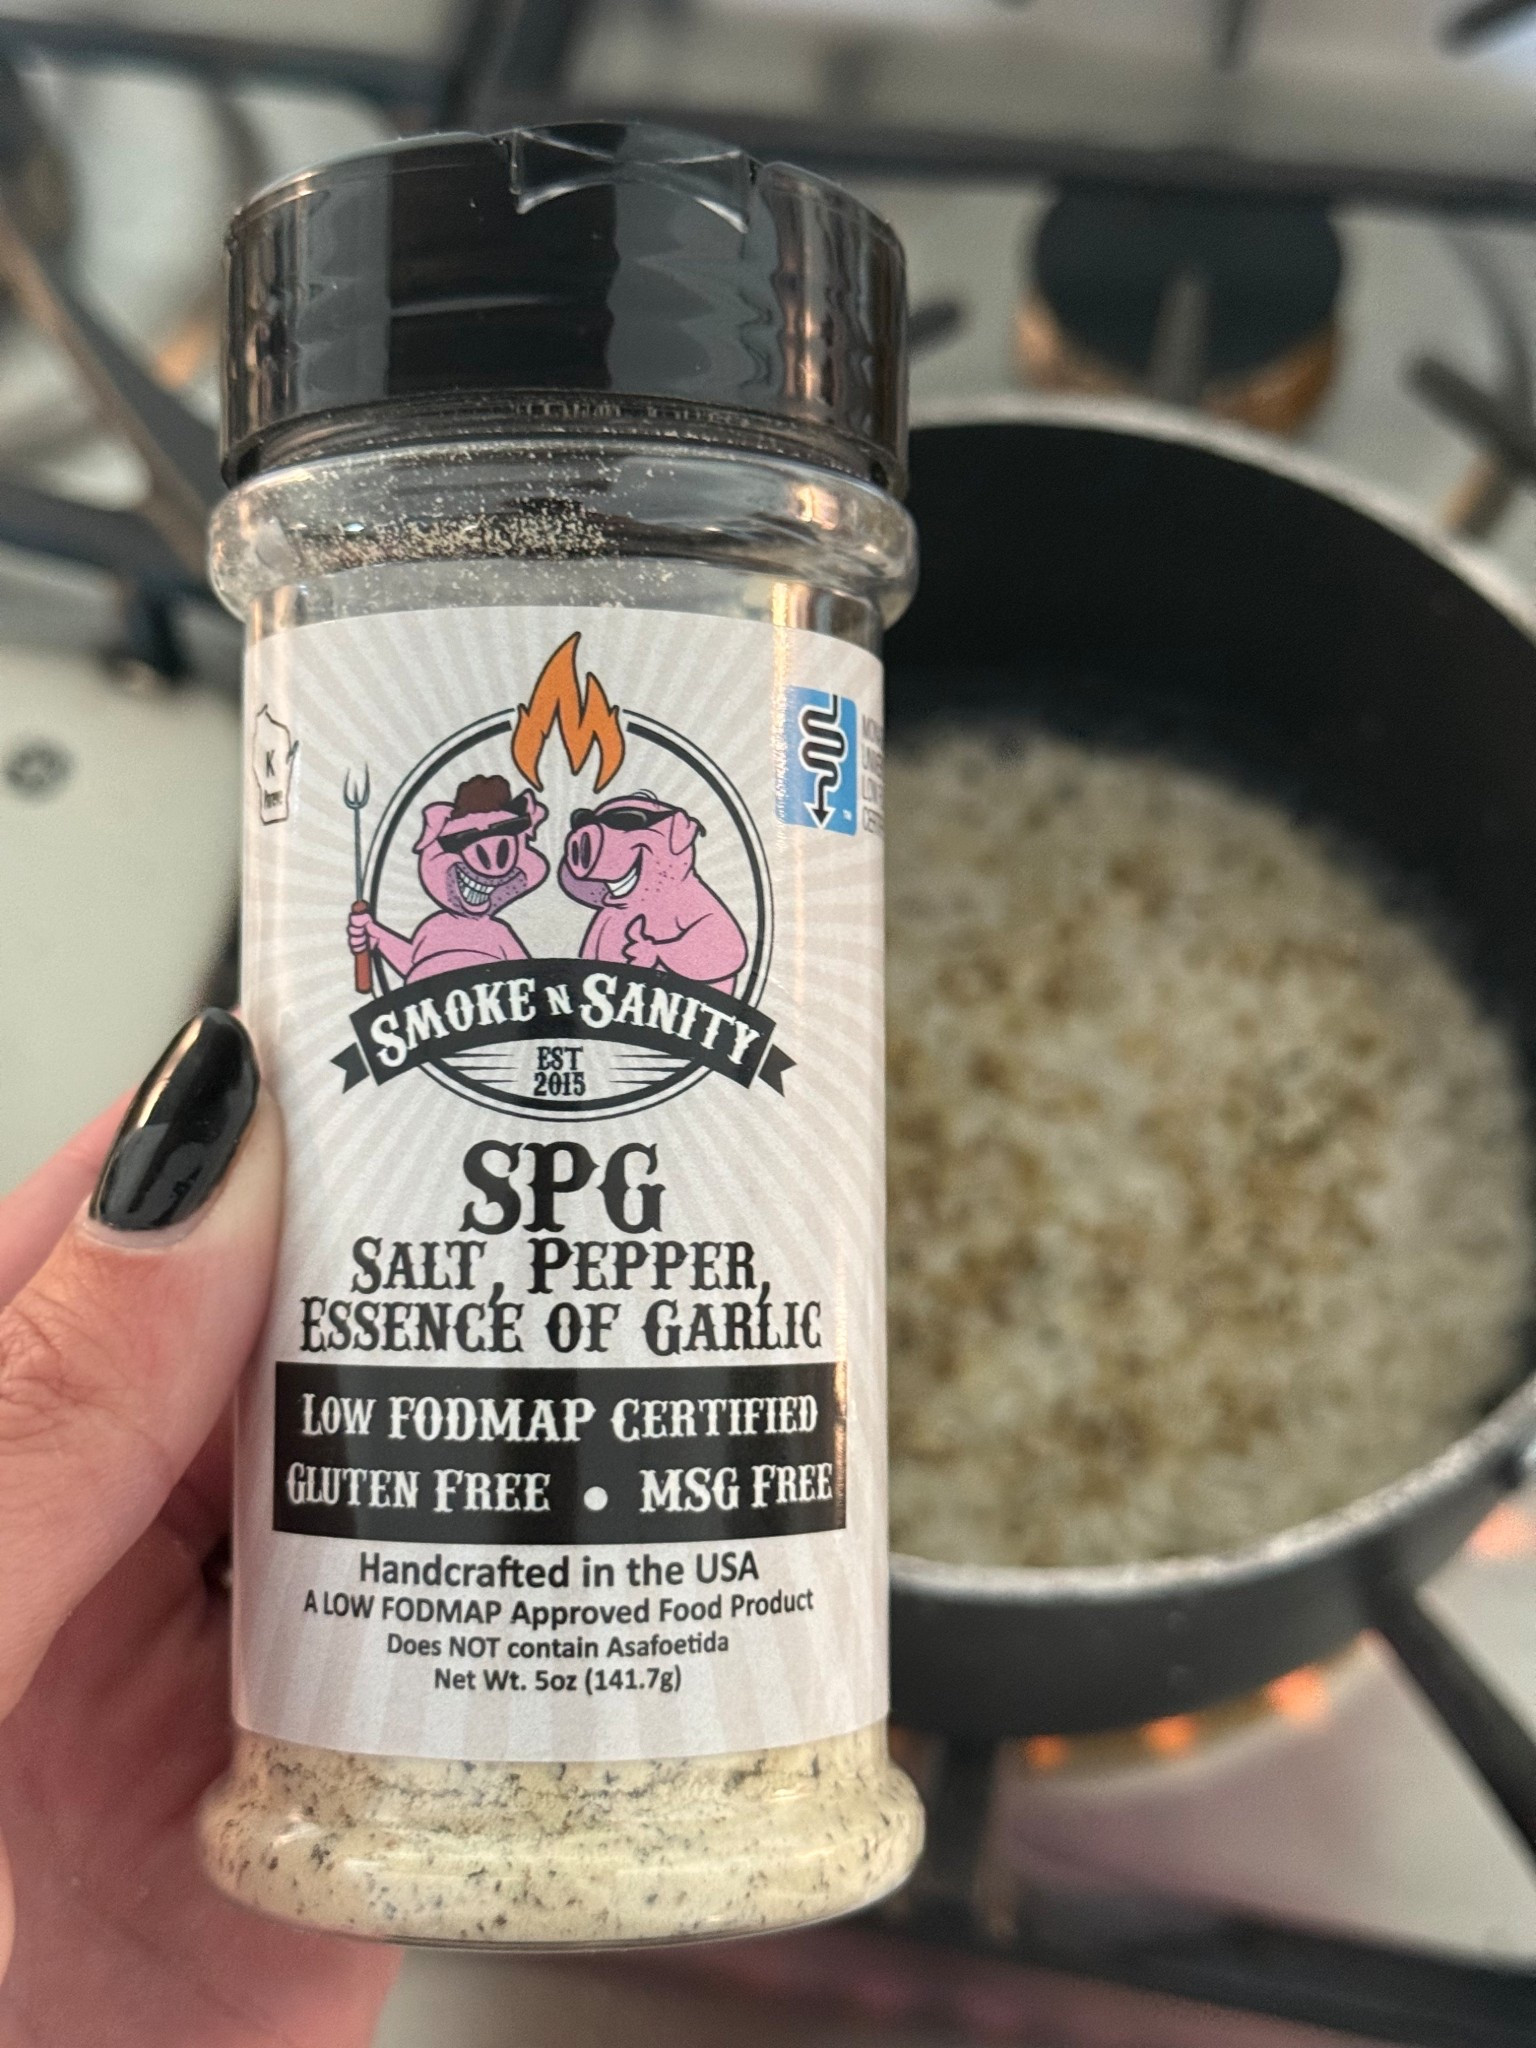 K
SMOKE N SANITY
EST
2015
SPG
SALT, PEPPER,
ESSENCE OF GARLIC
LOW FODMAP CERTIFIED
GLUTEN FREE • MSG FREE
Handcrafted in the USA
A LOW FODMAP Approved Food Product
Does NOT contain Asafoetida
Net Wt. 5oz (141.7g)